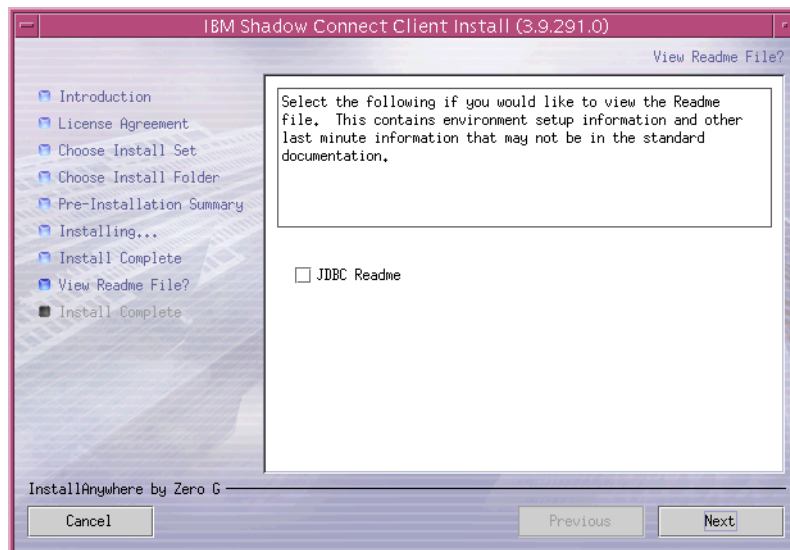 IBM Shadow Connect Client Install (3.9.291.0)
View Readme File?
Introduction
License Agreement
Choose Install Set
Choose Install Folder
Pre-Installation Summary
Installing...
Install Complete
View Readme File?
Install Complete
Select the following if you would like to view the Readme
file.  This contains environment setup information and other
last minute information that may not be in the standard
documentation.
JDBC Readme
InstallAnywhere by Zero G
Cancel
Previous
Next